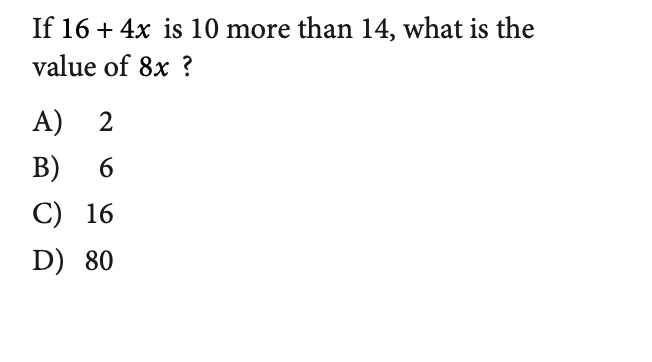 If 16 + 4x is 10 more than 14, what is the
value of 8x ?
A) 2
B) 6
C) 16
D) 80